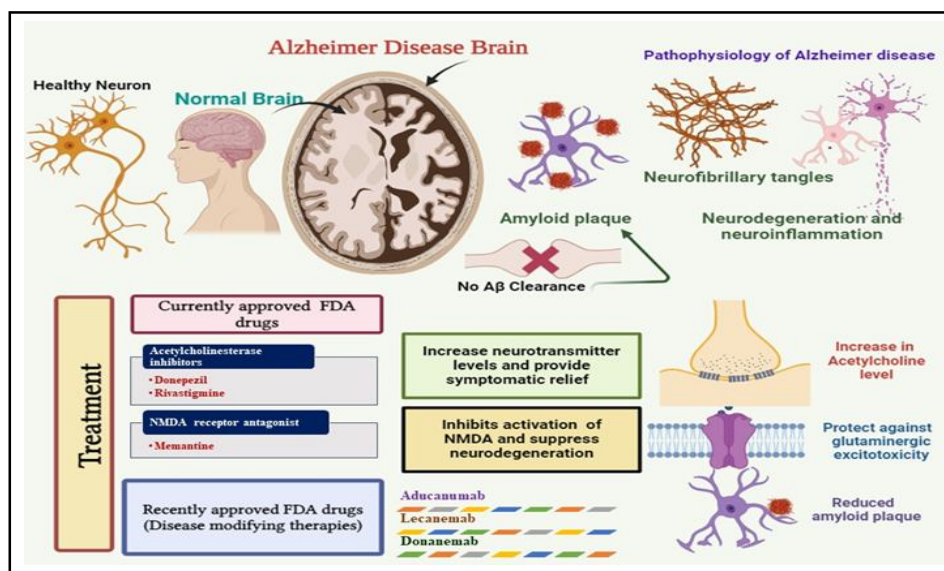 Alzheimer Disease Brain
Pathophysiology of Alzheimer disease
Healthy Neuron
Normal Brain
Neurofibrillary tangles
Amyloid plaque
Neurodegeneration and
neuroinflammation
No Aβ Clearance
Treatment
Currently approved FDA
drugs
Acetylcholinesterase
inhibitors
• Donepezil
• Rivastigmine
NMDA receptor antagonist
• Memantine
Increase neurotransmitter
levels and provide
symptomatic relief
Increase in
Acetylcholine
level
Inhibits activation of
NMDA and suppress
neurodegeneration
Protect against
glutaminergic
excitotoxicity
Recently approved FDA drugs
(Disease modifying therapies)
Aducanumab
Lecanemab
Donanemab
Reduced
amyloid plaque